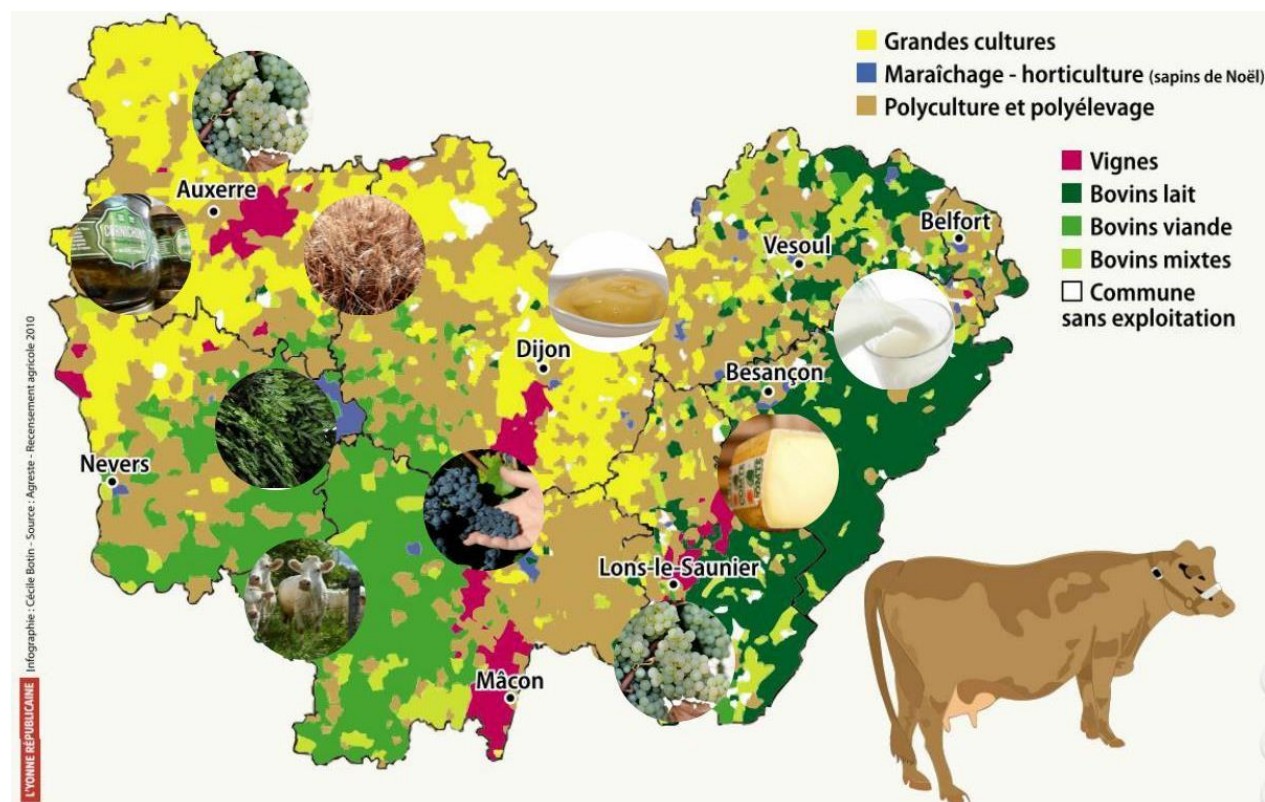 Grandes cultures
Maraîchage - horticulture (sapins de Noël)
Polyculture et polyélevage
Vignes
Bovins lait
Bovins viande
Bovins mixtes
Commune
sans exploitation
Auxerre
Belfort
Vesoul
Dijon
Besançon
Nevers
Lons-le-Saunier
Mâcon
Infographie : Cécile Botin - Source : Agreste - Recensement agricole 2010
L'YONNE RÉPUBLICAINE